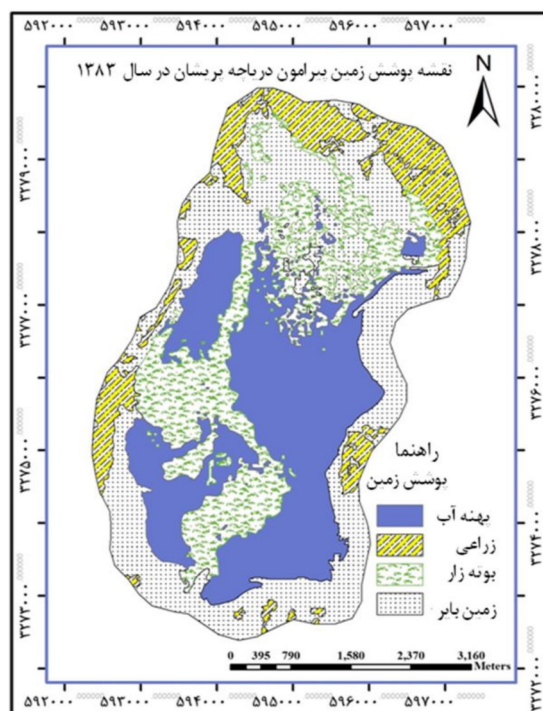 ۵۹۲۰۰۰ ۵۹۳۰۰۰ ۵۹۴۰۰۰ ۵۹۵۰۰۰ ۵۹۶۰۰۰ ۵۹۷۰۰۰
نقشه پوشش زمین پیرامون دریاچه پریشان در سال ۱۳۸۳
N
۳۲۷۹۰۰۰
۳۲۷۷۰۰۰
۳۲۷۵۰۰۰
۳۲۷۳۰۰۰
۳۲۸۰۰۰۰
۳۲۷۸۰۰۰
۳۲۷۶۰۰۰
۳۲۷۴۰۰۰
۳۲۷۲۰۰۰
راهنما
پوشش زمین
پهنه آب
زراعی
بوته زار
زمین بایر
0 395 790 1,580 2,370 3,160
Meters
۵۹۲۰۰۰ ۵۹۳۰۰۰ ۵۹۴۰۰۰ ۵۹۵۰۰۰ ۵۹۶۰۰۰ ۵۹۷۰۰۰